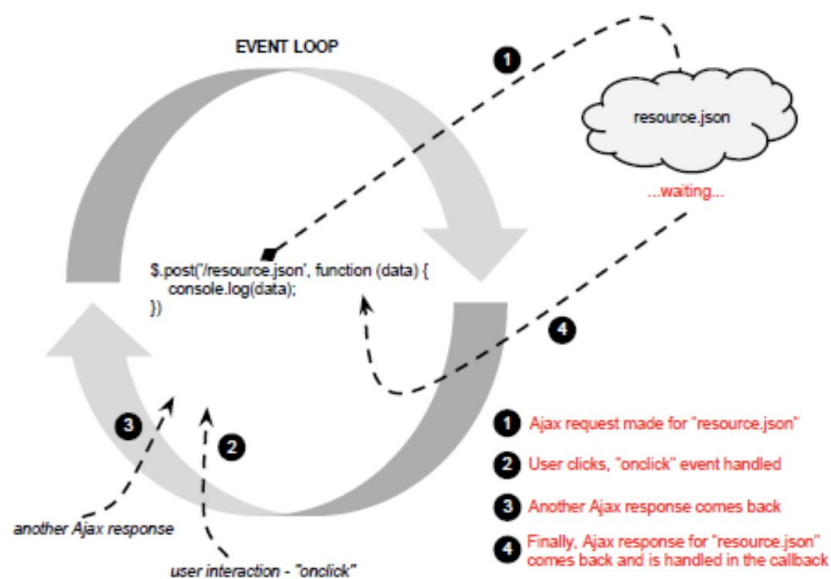 EVENT LOOP
1
resource.json
...waiting...
$.post('/resource.json', function (data) {
console.log(data);
})
4
3
2
1 Ajax request made for "resource.json"
2 User clicks, "onclick" event handled
3 Another Ajax response comes back
4 Finally, Ajax response for "resource.json"
comes back and is handled in the callback
another Ajax response
user interaction - "onclick"